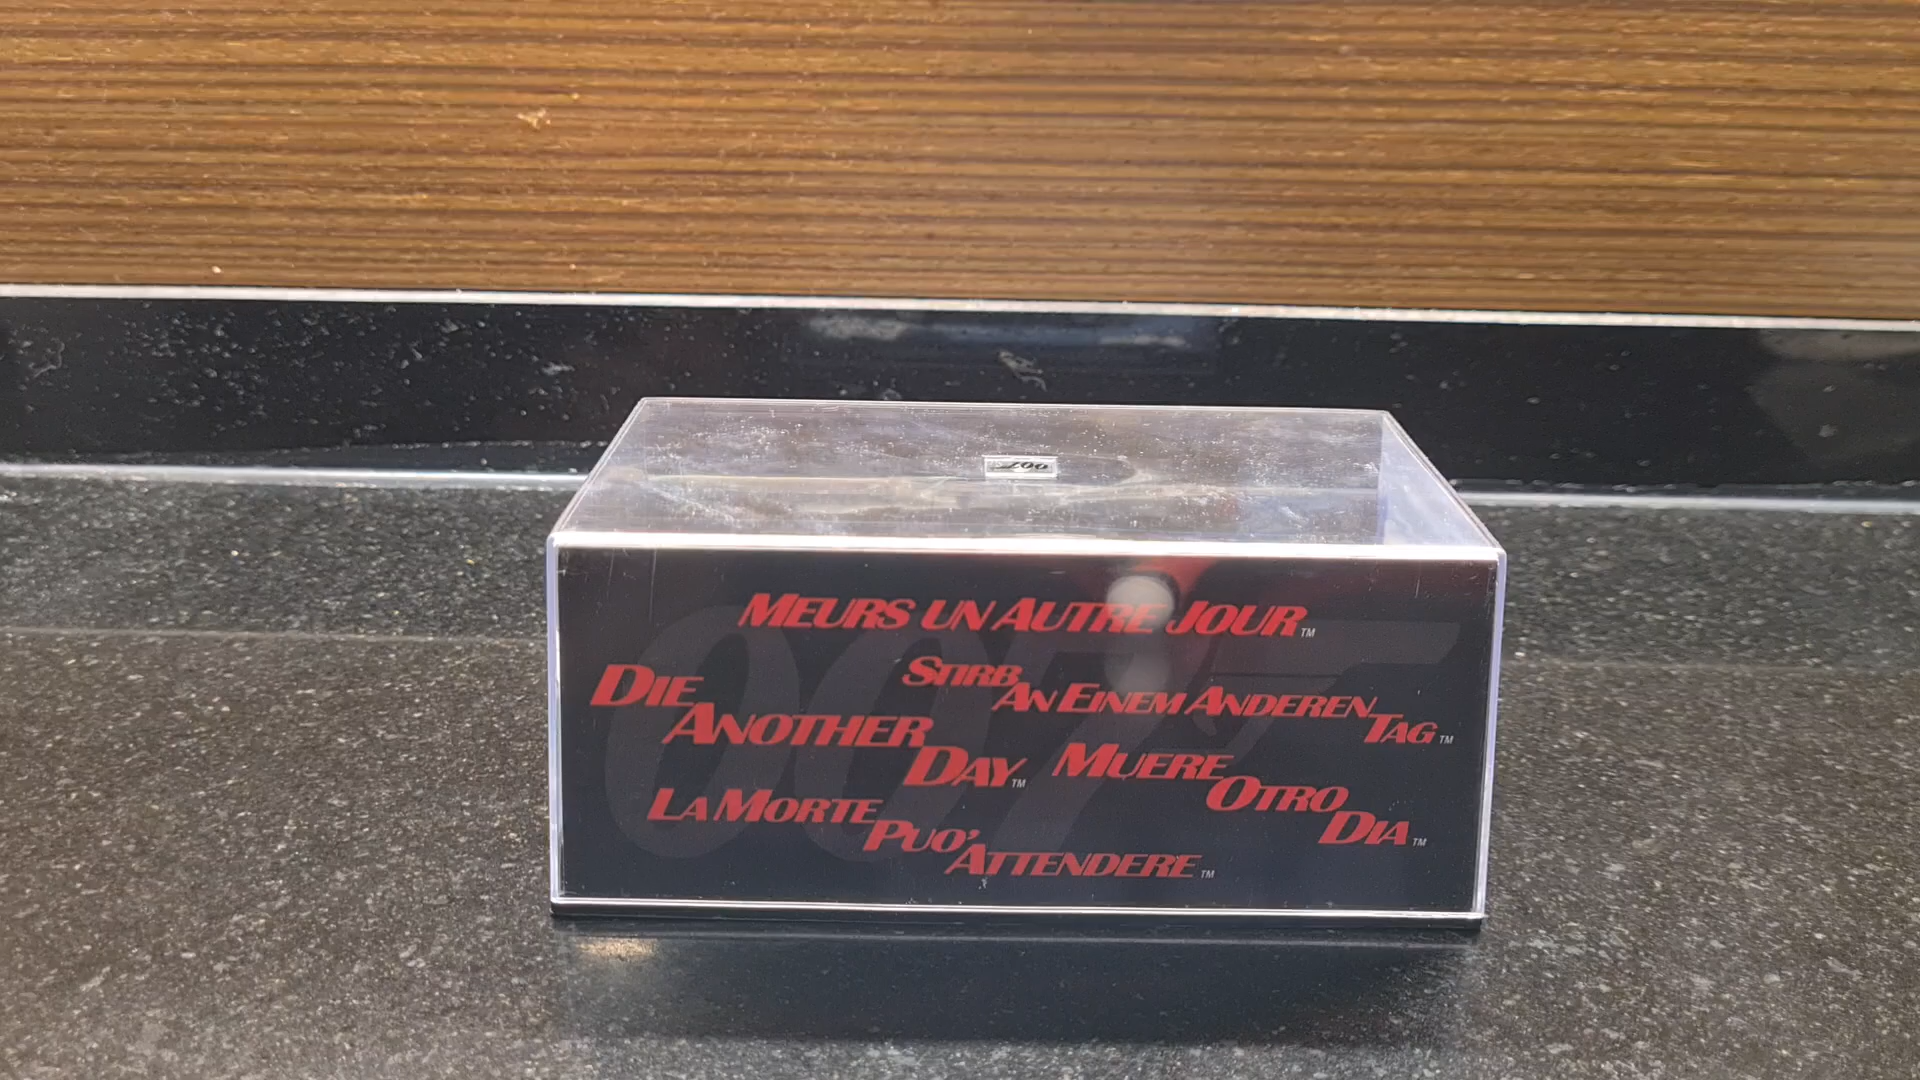 007
MEURS UN AUTRE JOUR™
STIRB AN EINEM ANDEREN TAG™
DIE ANOTHER DAY™
MUERE OTRO DIA™
LA MORTE PUO' ATTENDERE™
007